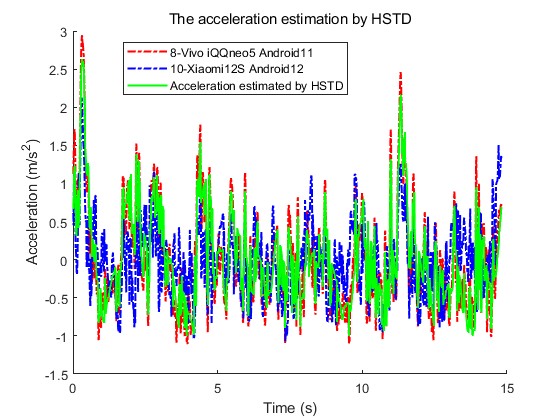 The acceleration estimation by HSTD
3
2.5
2
1.5
1
0.5
0
-0.5
-1
-1.5
Acceleration (m/s²)
8-Vivo iQQneo5 Android11
10-Xiaomi12S Android12
Acceleration estimated by HSTD
0 5 10 15
Time (s)